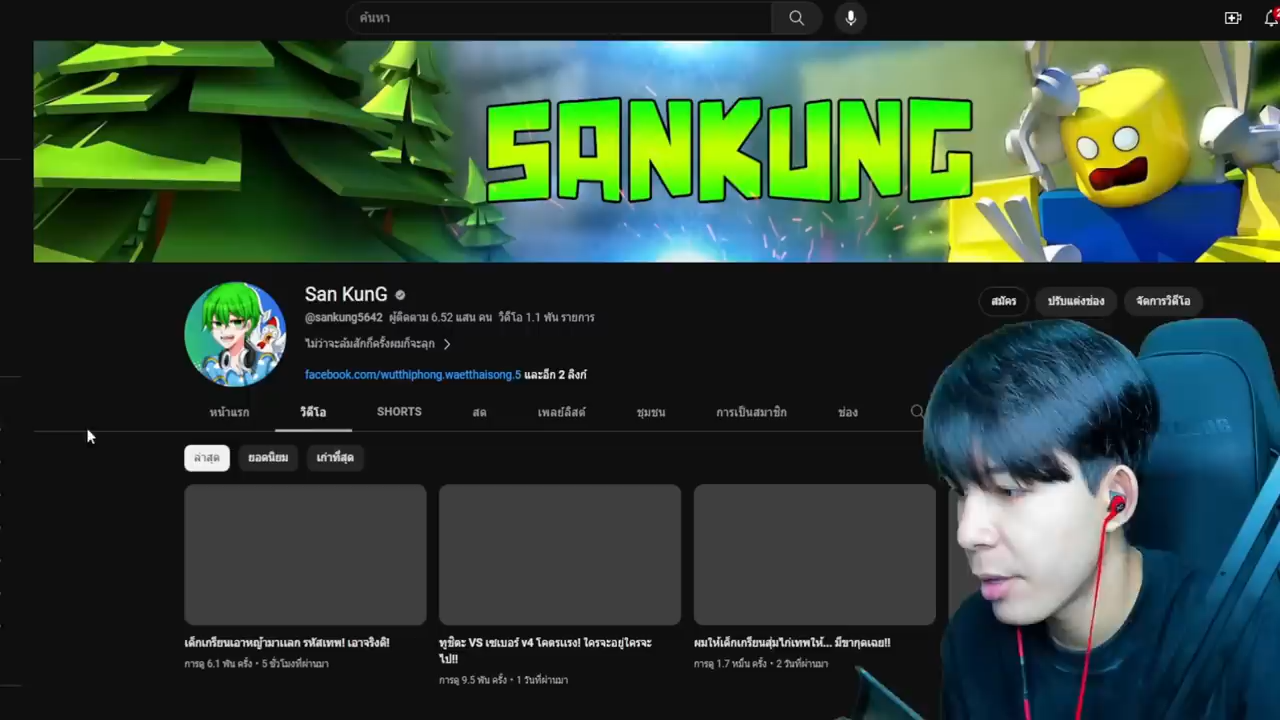 ค้นหา
SANKUNG
San KunG
@sankung5642 ผู้ติดตาม 6.52 แสน คน วิดีโอ 1.1 พัน รายการ
ไม่ว่าจะล้มสักกี่ครั้งผมก็จะลุก
facebook.com/wutthiphong.waetthaisong.5 และอีก 2 ลิงก์
สมัคร ปรับแต่งช่อง จัดการวิดีโอ
หน้าแรก วิดีโอ SHORTS สด เพลย์ลิสต์ ชุมชน การเป็นสมาชิก ช่อง
ล่าสุด ยอดนิยม เก่าที่สุด
เด็กเกรียนเอาหญ้ามาแลก รหัสเทพ! เอาจริงดิ!
การดู 6.1 พัน ครั้ง • 5 ชั่วโมงที่ผ่านมา
ทูชิตะ VS เซเบอร์ v4 โคตรแรง! ใครจะอยู่ใครจะ
ไป!!
การดู 9.5 พัน ครั้ง • 1 วันที่ผ่านมา
ผมให้เด็กเกรียนสุ่มไก่เทพให้... มีขากุดเฉย!!
การดู 1.7 หมื่น ครั้ง • 2 วันที่ผ่านมา